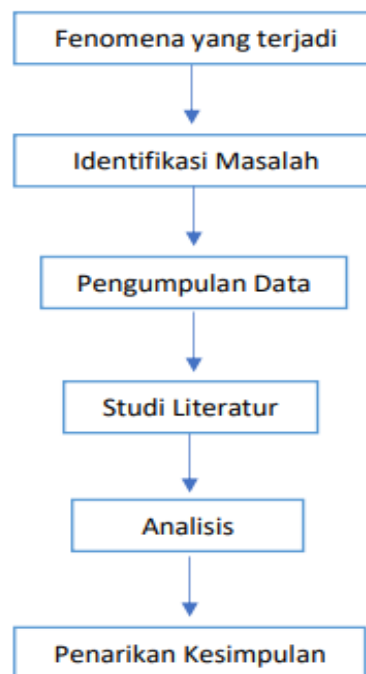 Fenomena yang terjadi
Identifikasi Masalah
Pengumpulan Data
Studi Literatur
Analisis
Penarikan Kesimpulan